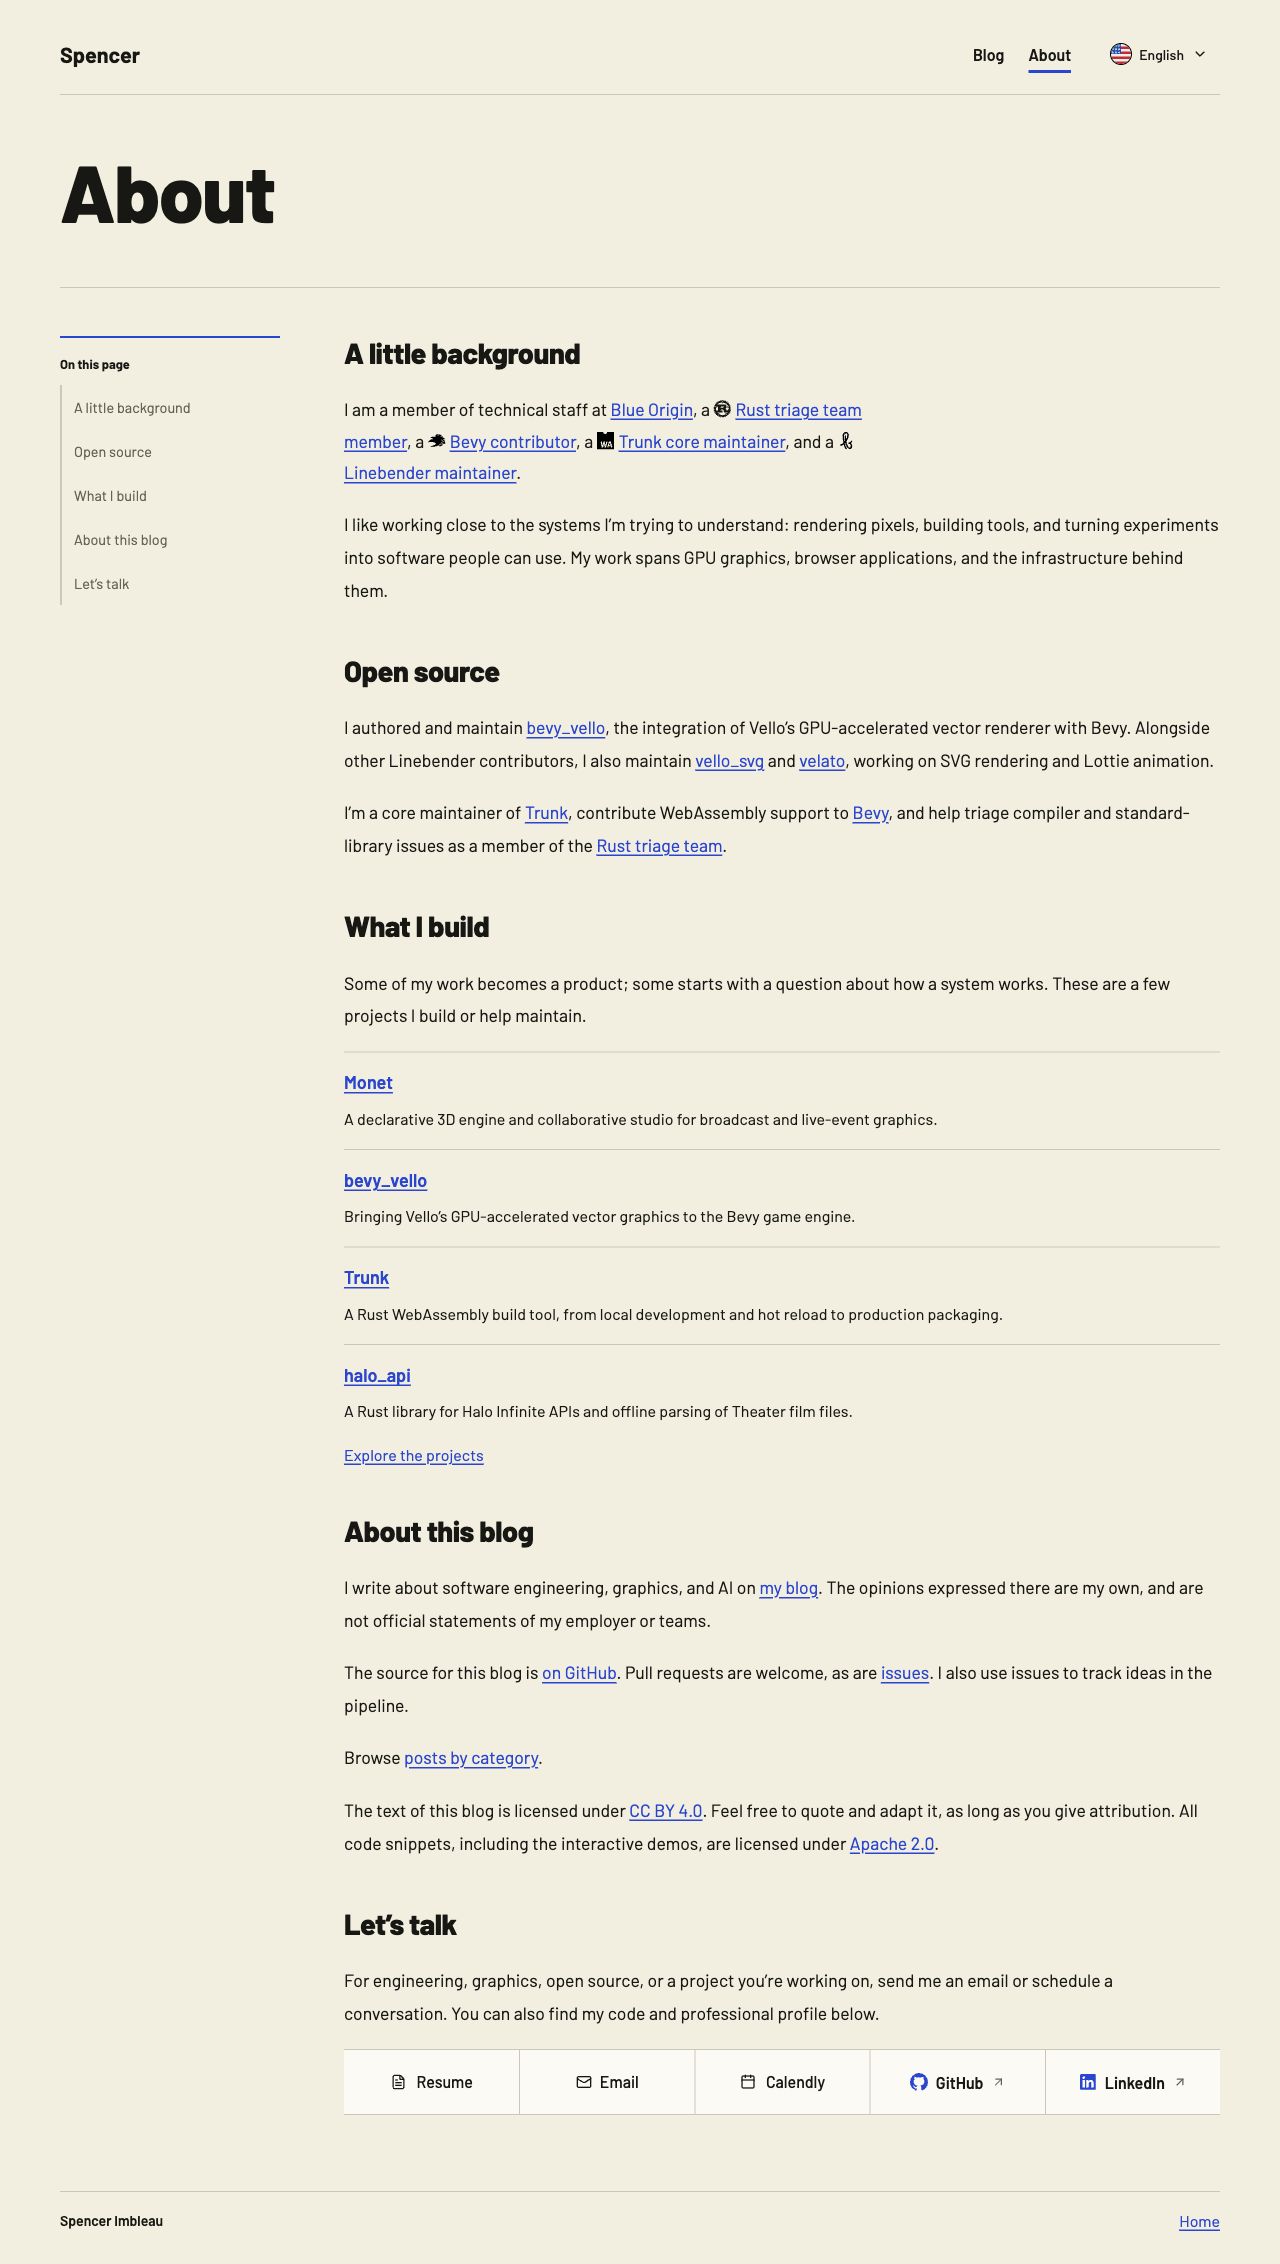 Spencer
Blog
About
English
About
On this page
A little background
Open source
What I build
About this blog
Let's talk
A little background
I am a member of technical staff at Blue Origin, a Rust triage team
member, a Bevy contributor, a Trunk core maintainer, and a
Linebender maintainer.
I like working close to the systems I'm trying to understand: rendering pixels, building tools, and turning experiments
into software people can use. My work spans GPU graphics, browser applications, and the infrastructure behind
them.
Open source
I authored and maintain bevy_vello, the integration of Vello's GPU-accelerated vector renderer with Bevy. Alongside
other Linebender contributors, I also maintain vello_svg and velato, working on SVG rendering and Lottie animation.
I'm a core maintainer of Trunk, contribute WebAssembly support to Bevy, and help triage compiler and standard-
library issues as a member of the Rust triage team.
What I build
Some of my work becomes a product; some starts with a question about how a system works. These are a few
projects I build or help maintain.
Monet
A declarative 3D engine and collaborative studio for broadcast and live-event graphics.
bevy_vello
Bringing Vello's GPU-accelerated vector graphics to the Bevy game engine.
Trunk
A Rust WebAssembly build tool, from local development and hot reload to production packaging.
halo_api
A Rust library for Halo Infinite APIs and offline parsing of Theater film files.
Explore the projects
About this blog
I write about software engineering, graphics, and AI on my blog. The opinions expressed there are my own, and are
not official statements of my employer or teams.
The source for this blog is on GitHub. Pull requests are welcome, as are issues. I also use issues to track ideas in the
pipeline.
Browse posts by category.
The text of this blog is licensed under CC BY 4.0. Feel free to quote and adapt it, as long as you give attribution. All
code snippets, including the interactive demos, are licensed under Apache 2.0.
Let's talk
For engineering, graphics, open source, or a project you're working on, send me an email or schedule a
conversation. You can also find my code and professional profile below.
Resume
Email
Calendly
GitHub
LinkedIn
Spencer Imbleau
Home